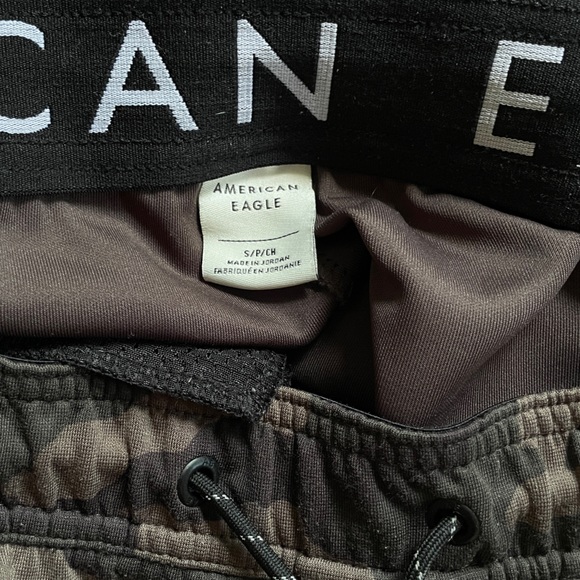 CAN E
AMERICAN
EAGLE
S/P/CH
MADE IN JORDAN
FABRIQUÉ EN JORDANIE